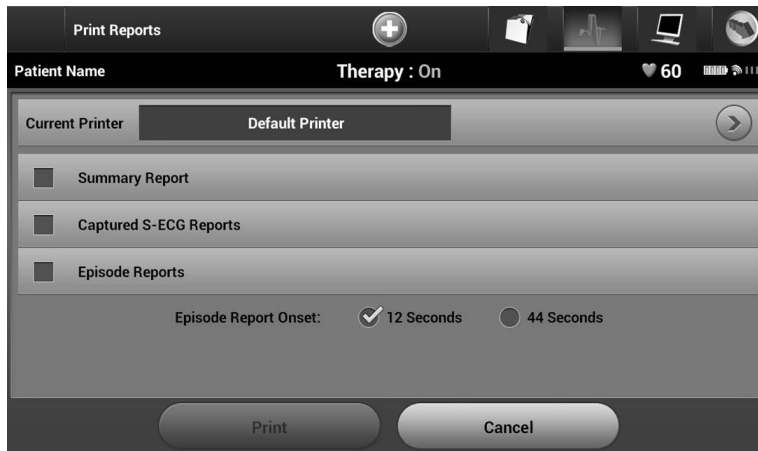 Print Reports
Patient Name Therapy : On 60
Current Printer Default Printer
Summary Report
Captured S-ECG Reports
Episode Reports
Episode Report Onset: 12 Seconds 44 Seconds
Print Cancel